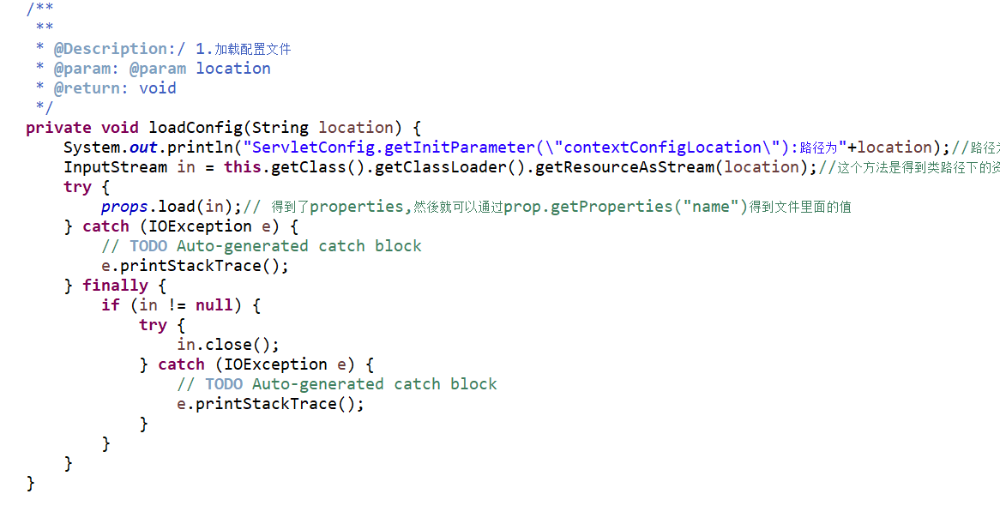 /**
 **
 * @Description:/ 1.加载配置文件
 * @param: @param location
 * @return: void
 */
private void loadConfig(String location) {
    System.out.println("ServletConfig.getInitParameter(\"contextConfigLocation\"):路径为"+location);//路径
    InputStream in = this.getClass().getClassLoader().getResourceAsStream(location);//这个方法是得到类路径下的
    try {
        props.load(in);// 得到了properties,然後就可以通过prop.getProperties("name")得到文件里面的值
    } catch (IOException e) {
        // TODO Auto-generated catch block
        e.printStackTrace();
    } finally {
        if (in != null) {
            try {
                in.close();
            } catch (IOException e) {
                // TODO Auto-generated catch block
                e.printStackTrace();
            }
        }
    }
}